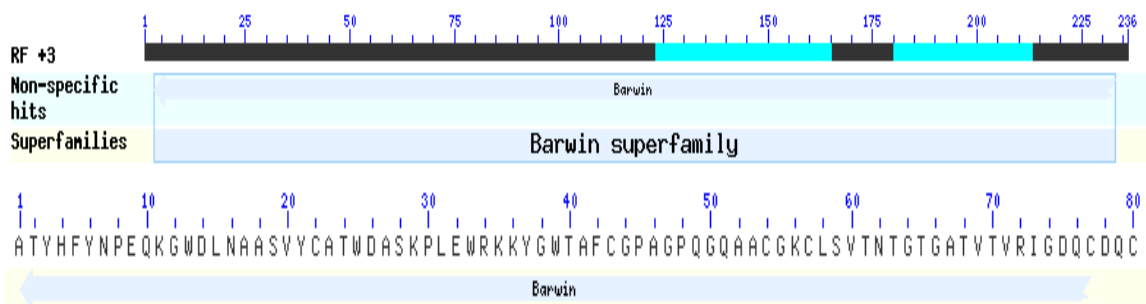 1 25 50 75 100 125 150 175 200 225 236
RF +3
Non-specific
hits
Barwin
Superfamilies
Barwin superfamily
1 10 20 30 40 50 60 70 80
ATYHFYNPEQKGWDLNAASVYCATWDASKPLEWRKKYGWTAFCGPAGPQGQAACGKCLSVTNTGTGATVTVRIGDQCDQC
Barwin